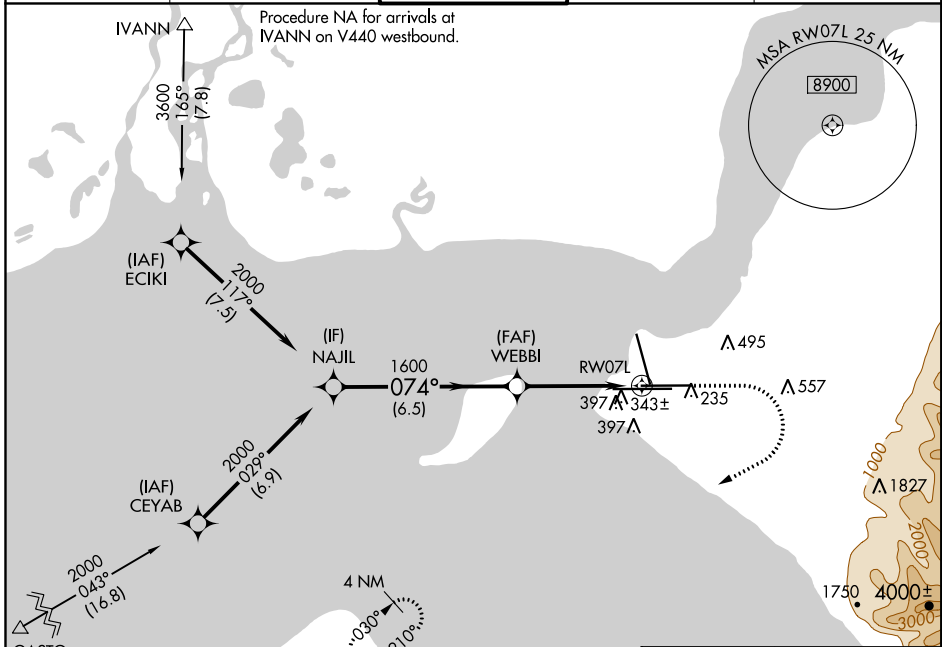 IVANN
Procedure NA for arrivals at
IVANN on V440 westbound.
MSA RW07L 25 NM
8900
3600
165°
(7.8)
(IAF)
ECIKI
2000
117°
(7.5)
(IF)
NAJIL
1600
074°
(6.5)
(FAF)
WEBBI
RW07L
495
557
235
397
343±
397
1000
1827
2000
2000
029°
(6.9)
(IAF)
CEYAB
2000
043°
(16.8)
4 NM
030°
210°
1750
4000±
3000